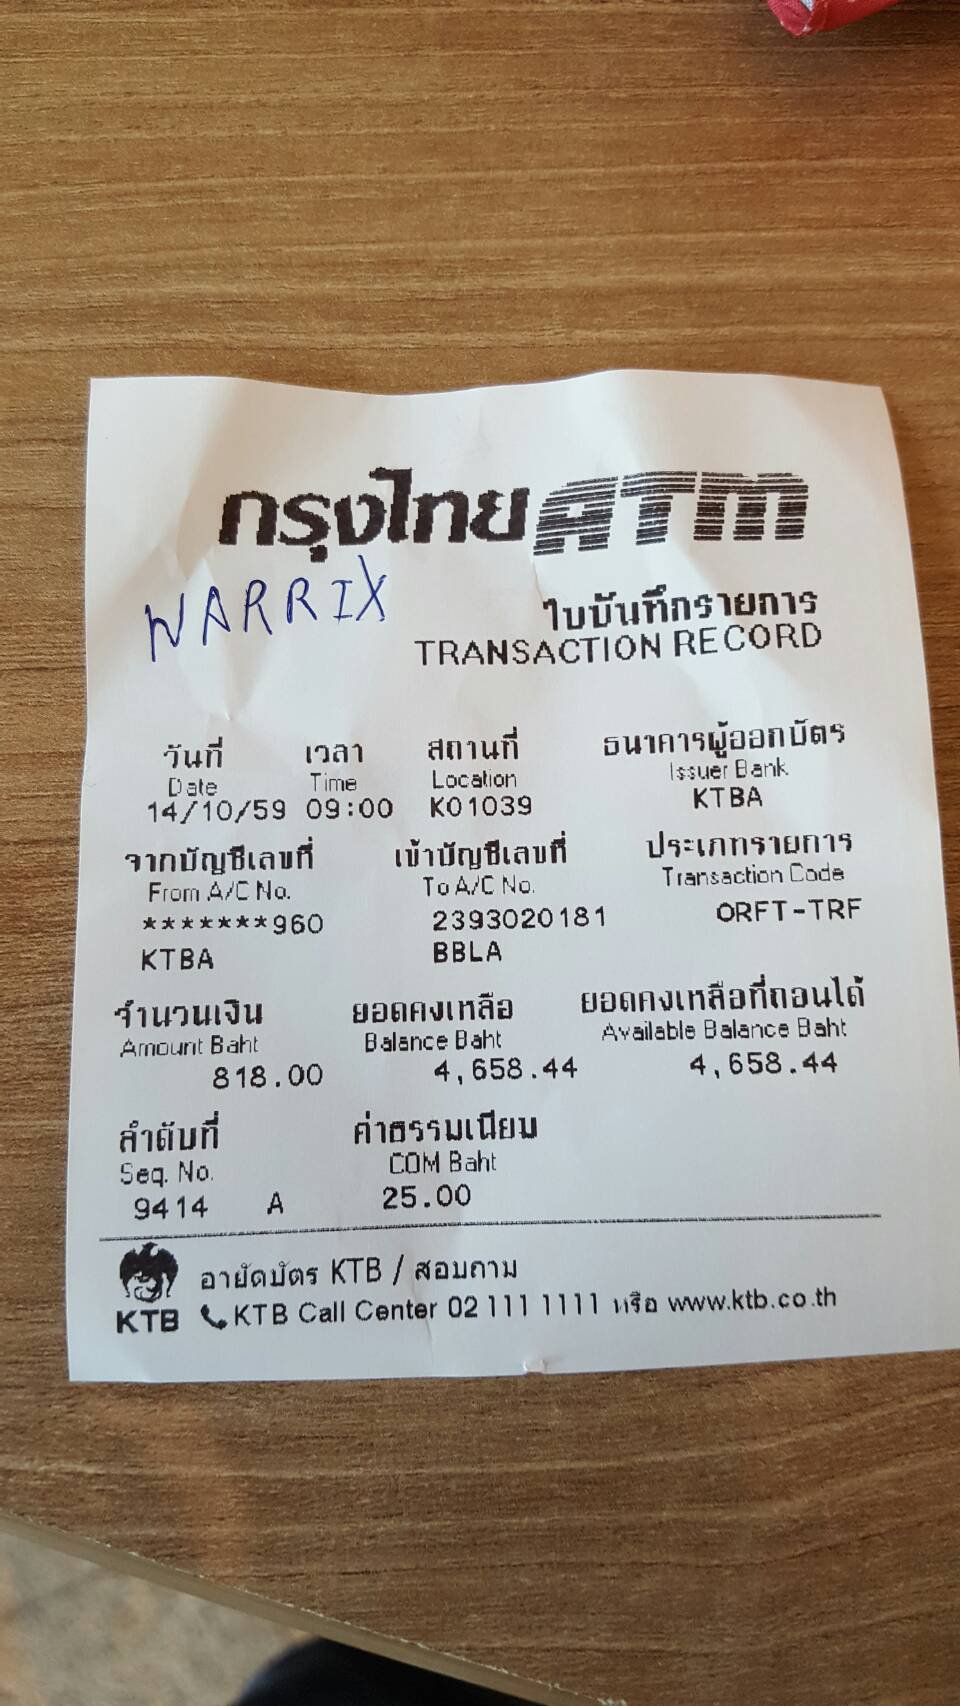 กรุงไทย ATM
WARRIX
ใบบันทึกรายการ
TRANSACTION RECORD
วันที่ เวลา สถานที่ ธนาคารผู้ออกบัตร
Date Time Location Issuer Bank
14/10/59 09:00 K01039 KTBA
จากบัญชีเลขที่ เข้าบัญชีเลขที่ ประเภทรายการ
From A/C No. To A/C No. Transaction Code
*******960 2393020181 ORFT-TRF
KTBA BBLA
จำนวนเงิน ยอดคงเหลือ ยอดคงเหลือที่ถอนได้
Amount Baht Balance Baht Available Balance Baht
818.00 4,658.44 4,658.44
ลำดับที่ ค่าธรรมเนียม
Seq. No. COM Baht
9414 A 25.00
อายัดบัตร KTB / สอบถาม
KTB KTB Call Center 02 111 1111 หรือ www.ktb.co.th